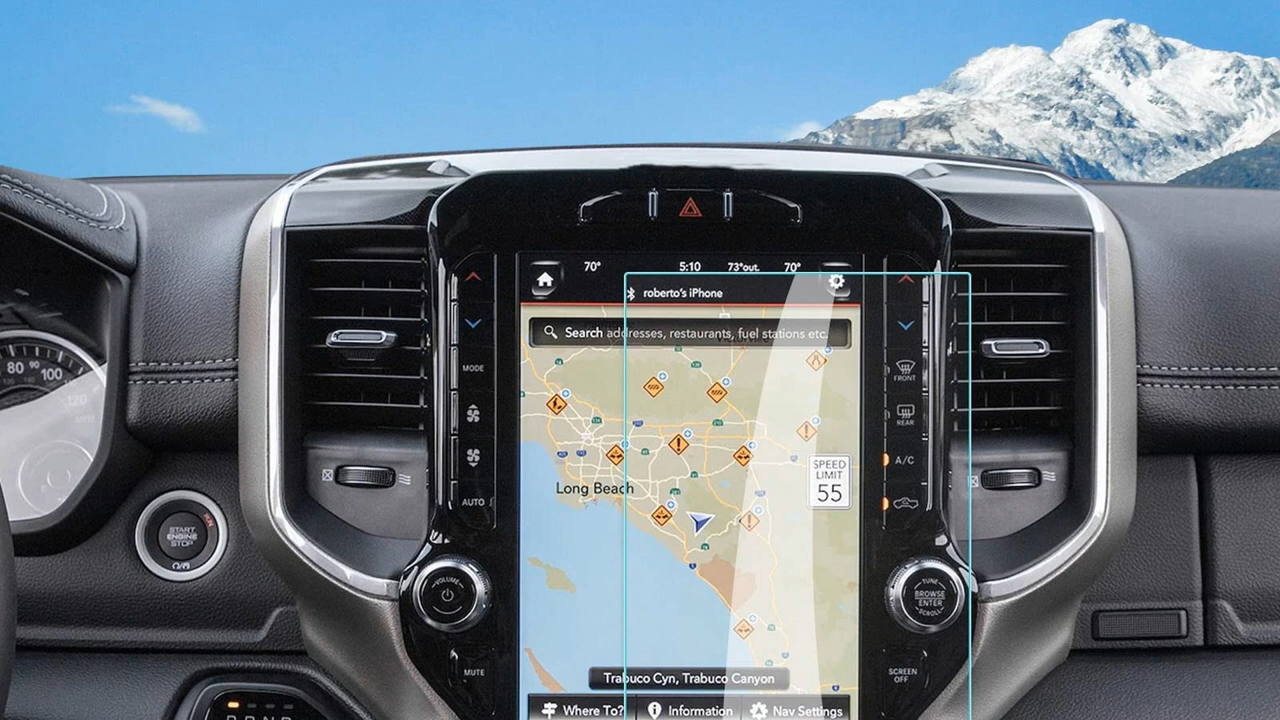 70° 5:10 73°out. 70°
roberto's iPhone
Search addresses, restaurants, fuel stations etc.
80 90 100
120
MODE
FRONT
REAR
A/C
SPEED
LIMIT
55
Long Beach
AUTO
START
ENGINE
STOP
VOLUME
TUNE
BROWSE
ENTER
SCROLL
MUTE
SCREEN
OFF
Trabuco Cyn, Trabuco Canyon
Where To? Information Nav Settings